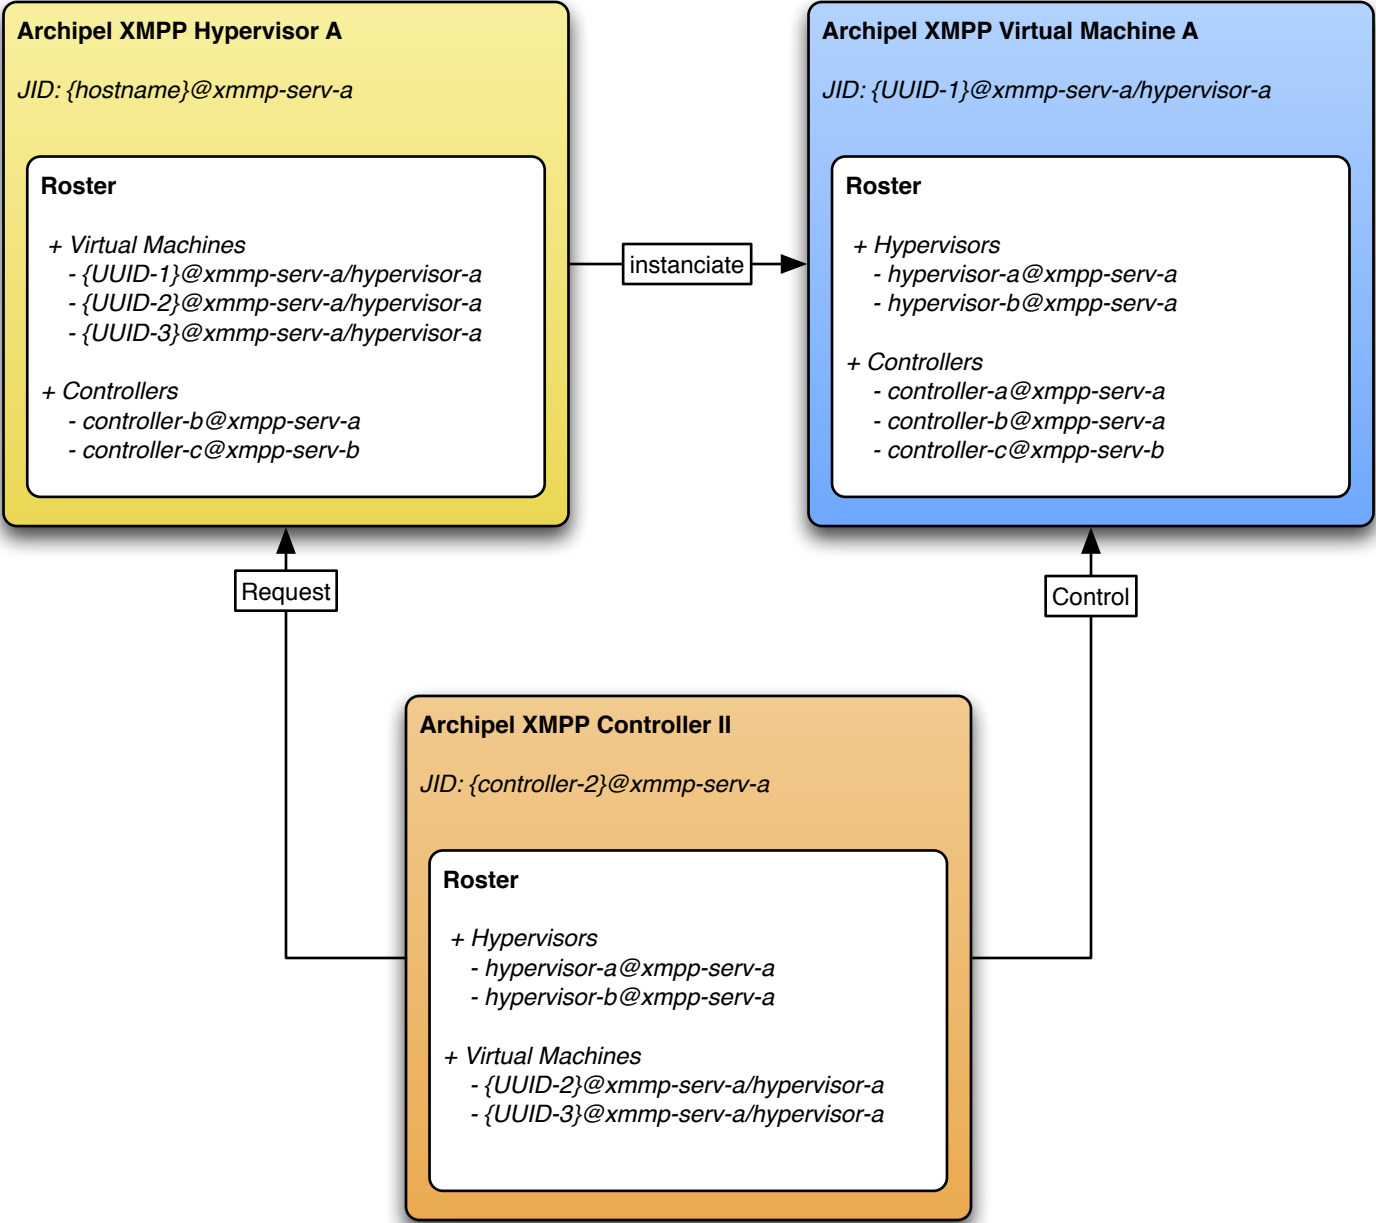 Archipel XMPP Hypervisor A
JID: {hostname}@xmmp-serv-a
Roster
+ Virtual Machines
- {UUID-1}@xmmp-serv-a/hypervisor-a
- {UUID-2}@xmmp-serv-a/hypervisor-a
- {UUID-3}@xmmp-serv-a/hypervisor-a
+ Controllers
- controller-b@xmpp-serv-a
- controller-c@xmpp-serv-b
instanciate
Archipel XMPP Virtual Machine A
JID: {UUID-1}@xmmp-serv-a/hypervisor-a
Roster
+ Hypervisors
- hypervisor-a@xmpp-serv-a
- hypervisor-b@xmpp-serv-a
+ Controllers
- controller-a@xmpp-serv-a
- controller-b@xmpp-serv-a
- controller-c@xmpp-serv-b
Request
Control
Archipel XMPP Controller II
JID: {controller-2}@xmmp-serv-a
Roster
+ Hypervisors
- hypervisor-a@xmpp-serv-a
- hypervisor-b@xmpp-serv-a
+ Virtual Machines
- {UUID-2}@xmmp-serv-a/hypervisor-a
- {UUID-3}@xmmp-serv-a/hypervisor-a